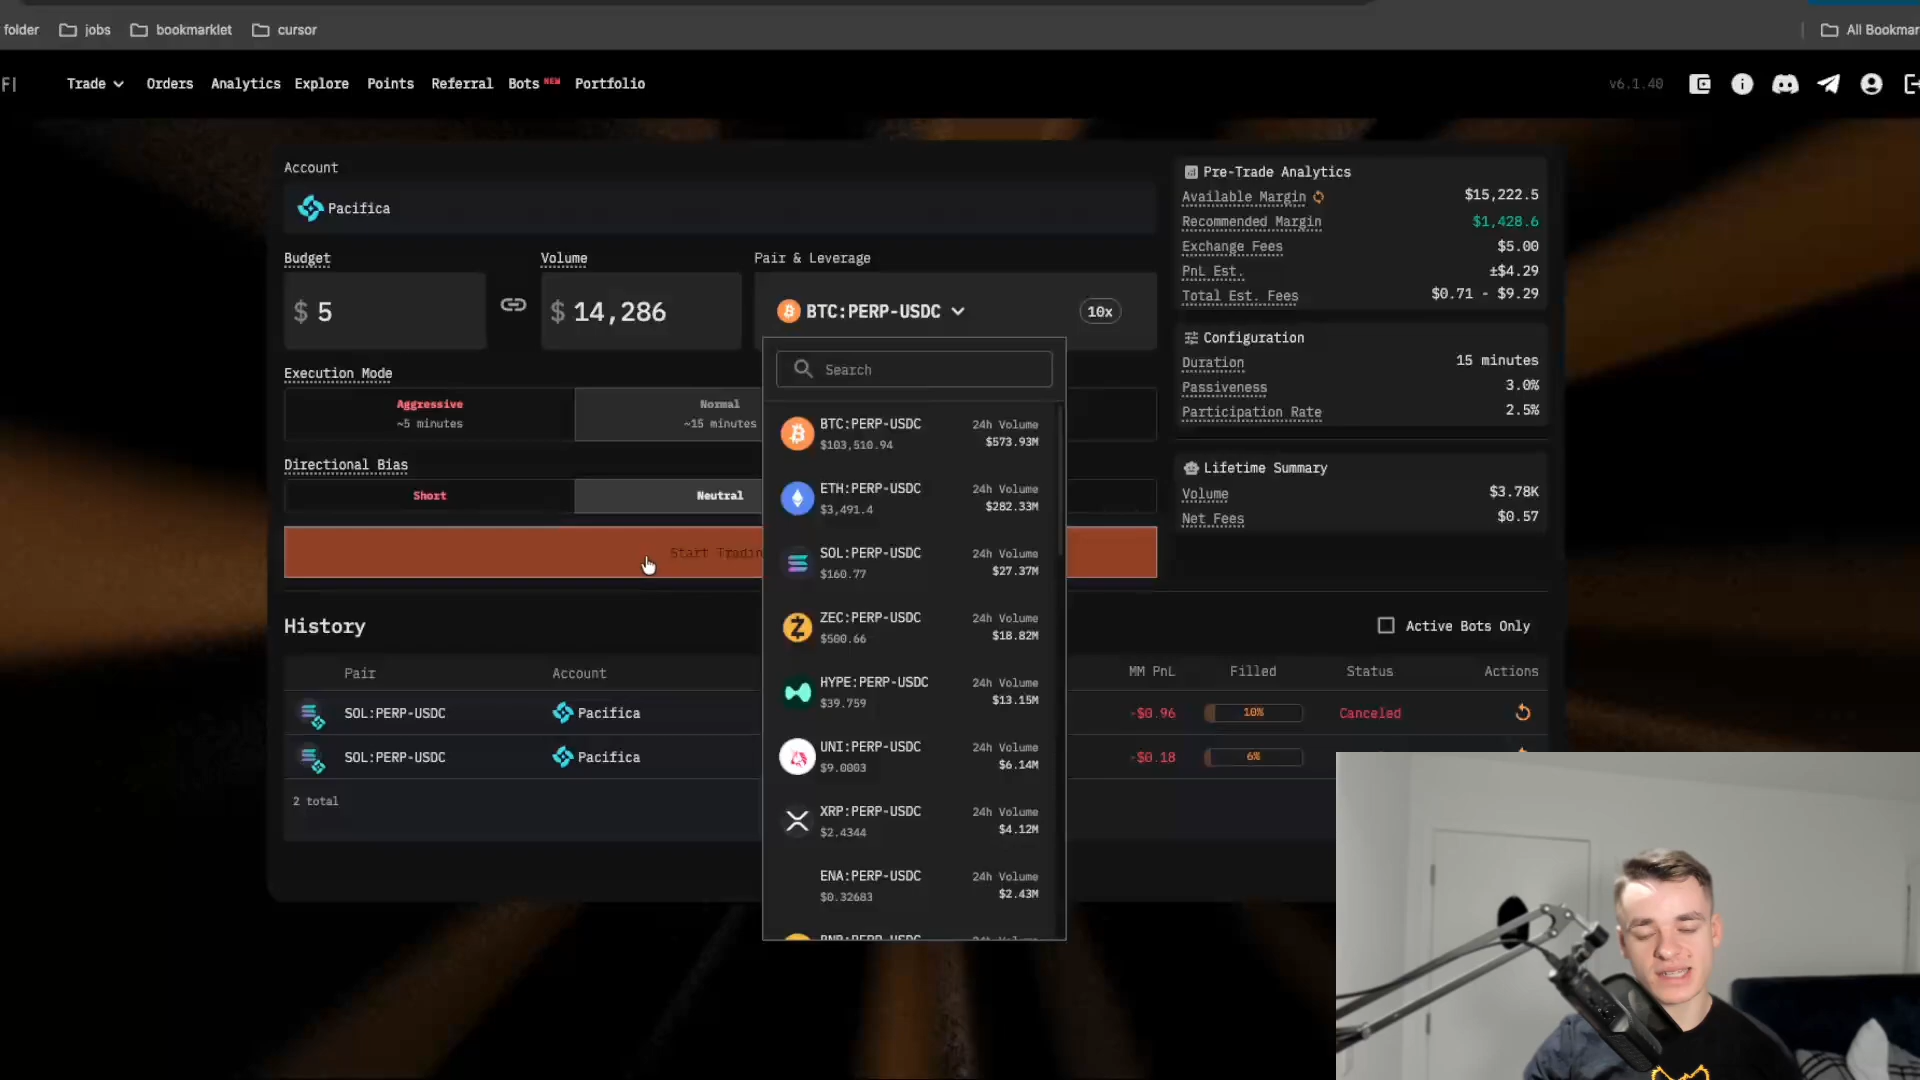 folder jobs bookmarklet cursor All Bookmar
FI Trade Orders Analytics Explore Points Referral Bots NEW Portfolio v6.1.40
Account
Pacifica
Budget Volume Pair & Leverage
$ 5 $ 14,286 BTC:PERP-USDC 10x
Execution Mode
Aggressive Normal
~5 minutes ~15 minutes
Directional Bias
Short Neutral
Start Tradin
Search
BTC:PERP-USDC 24h Volume
$103,510.94 $573.93M
ETH:PERP-USDC 24h Volume
$3,491.4 $282.33M
SOL:PERP-USDC 24h Volume
$160.77 $27.37M
ZEC:PERP-USDC 24h Volume
$500.66 $18.82M
HYPE:PERP-USDC 24h Volume
$39.759 $13.15M
UNI:PERP-USDC 24h Volume
$9.0003 $6.14M
XRP:PERP-USDC 24h Volume
$2.4344 $4.12M
ENA:PERP-USDC 24h Volume
$0.32683 $2.43M
BNB:PERP-USDC 24h Volume
Pre-Trade Analytics
Available Margin $15,222.5
Recommended Margin $1,428.6
Exchange Fees $5.00
PnL Est. ±$4.29
Total Est. Fees $0.71 - $9.29
Configuration
Duration 15 minutes
Passiveness 3.0%
Participation Rate 2.5%
Lifetime Summary
Volume $3.78K
Net Fees $0.57
History Active Bots Only
Pair Account MM PnL Filled Status Actions
SOL:PERP-USDC Pacifica -$0.96 10% Canceled
SOL:PERP-USDC Pacifica -$0.18 6%
2 total